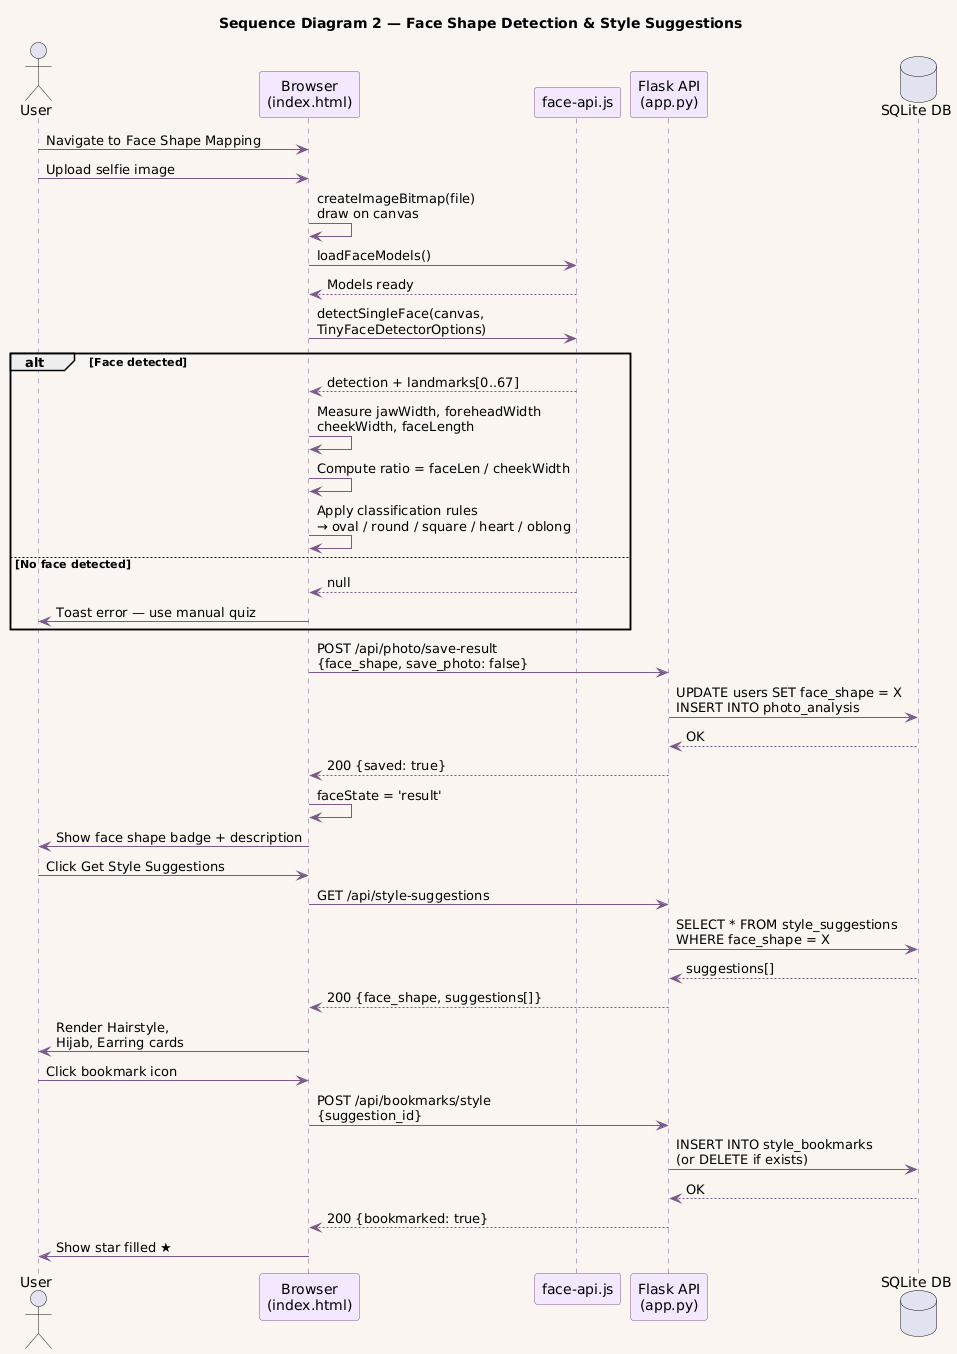 Sequence Diagram 2 — Face Shape Detection & Style Suggestions
User
Browser
(index.html)
face-api.js
Flask API
(app.py)
SQLite DB
Navigate to Face Shape Mapping
Upload selfie image
createImageBitmap(file)
draw on canvas
loadFaceModels()
Models ready
detectSingleFace(canvas,
TinyFaceDetectorOptions)
alt [Face detected]
detection + landmarks[0..67]
Measure jawWidth, foreheadWidth
cheekWidth, faceLength
Compute ratio = faceLen / cheekWidth
Apply classification rules
→ oval / round / square / heart / oblong
[No face detected]
null
Toast error — use manual quiz
POST /api/photo/save-result
{face_shape, save_photo: false}
UPDATE users SET face_shape = X
INSERT INTO photo_analysis
OK
200 {saved: true}
faceState = 'result'
Show face shape badge + description
Click Get Style Suggestions
GET /api/style-suggestions
SELECT * FROM style_suggestions
WHERE face_shape = X
suggestions[]
200 {face_shape, suggestions[]}
Render Hairstyle,
Hijab, Earring cards
Click bookmark icon
POST /api/bookmarks/style
{suggestion_id}
INSERT INTO style_bookmarks
(or DELETE if exists)
OK
200 {bookmarked: true}
Show star filled ★
User
Browser
(index.html)
face-api.js
Flask API
(app.py)
SQLite DB